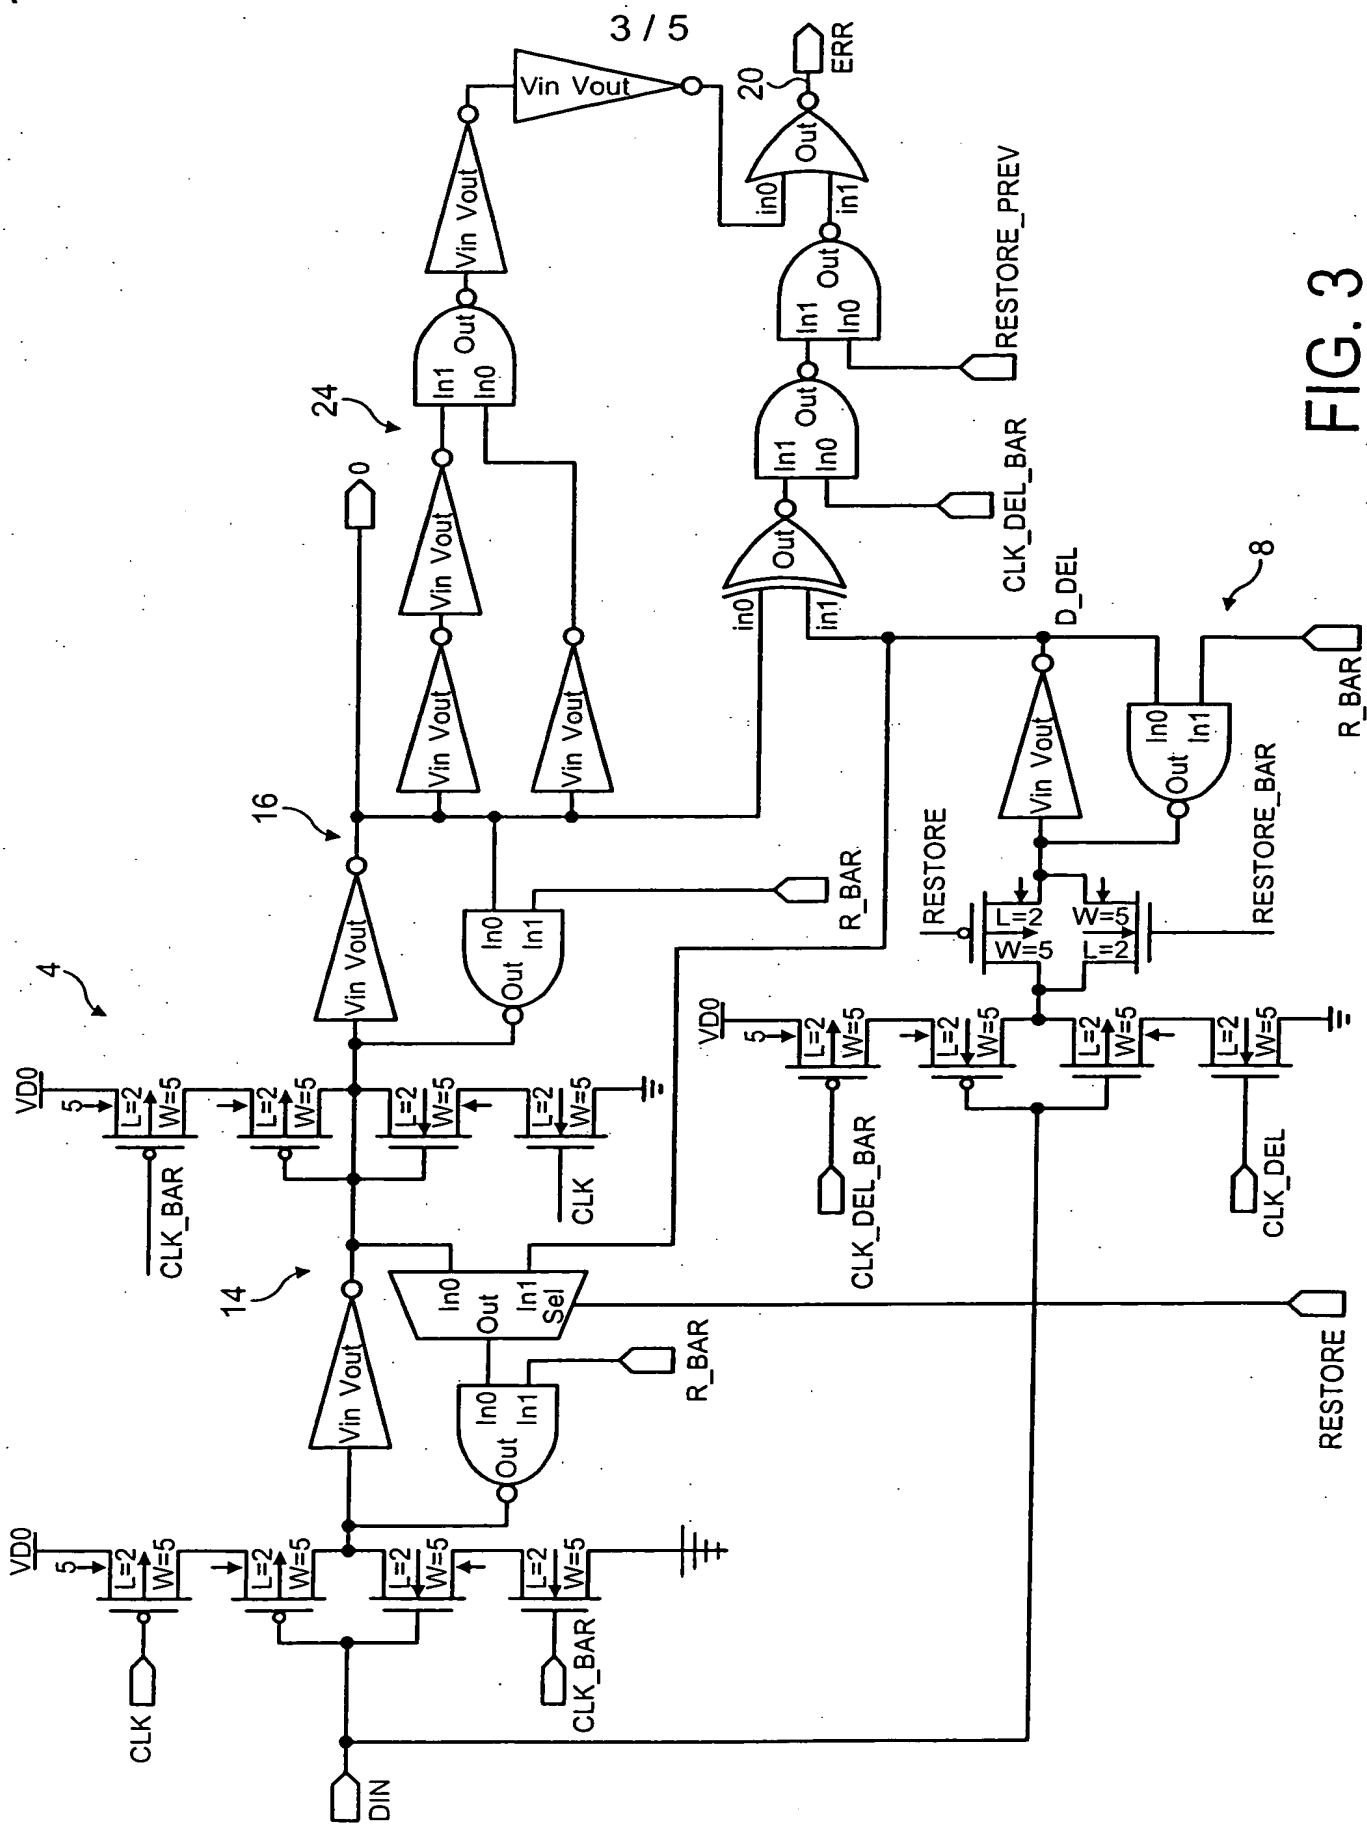 3 / 5
VD0
5
CLK
L=2
W=5
L=2
W=5
L=2
W=5
L=2
W=5
CLK_BAR
DIN
Vin Vout
14
In0
In1
Out
Sel
In0
In1
Out
R_BAR
RESTORE
4
VD0
5
CLK_BAR
L=2
W=5
L=2
W=5
L=2
W=5
L=2
W=5
CLK
Vin Vout
16
In0
In1
Out
R_BAR
0
24
Vin Vout
Vin Vout
Vin Vout
In1
In0
Out
Vin Vout
Vin Vout
in0
in1
Out
In1
In0
Out
CLK_DEL_BAR
In1
In0
Out
RESTORE_PREV
in0
in1
Out
20
ERR
VD0
5
CLK_DEL_BAR
L=2
W=5
L=2
W=5
L=2
W=5
L=2
W=5
CLK_DEL
RESTORE
L=2
W=5
W=5
L=2
RESTORE_BAR
Vin Vout
D_DEL
In0
In1
Out
8
R_BAR
FIG. 3